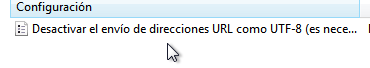 Configuración
Desactivar el envío de direcciones URL como UTF-8 (es nece...